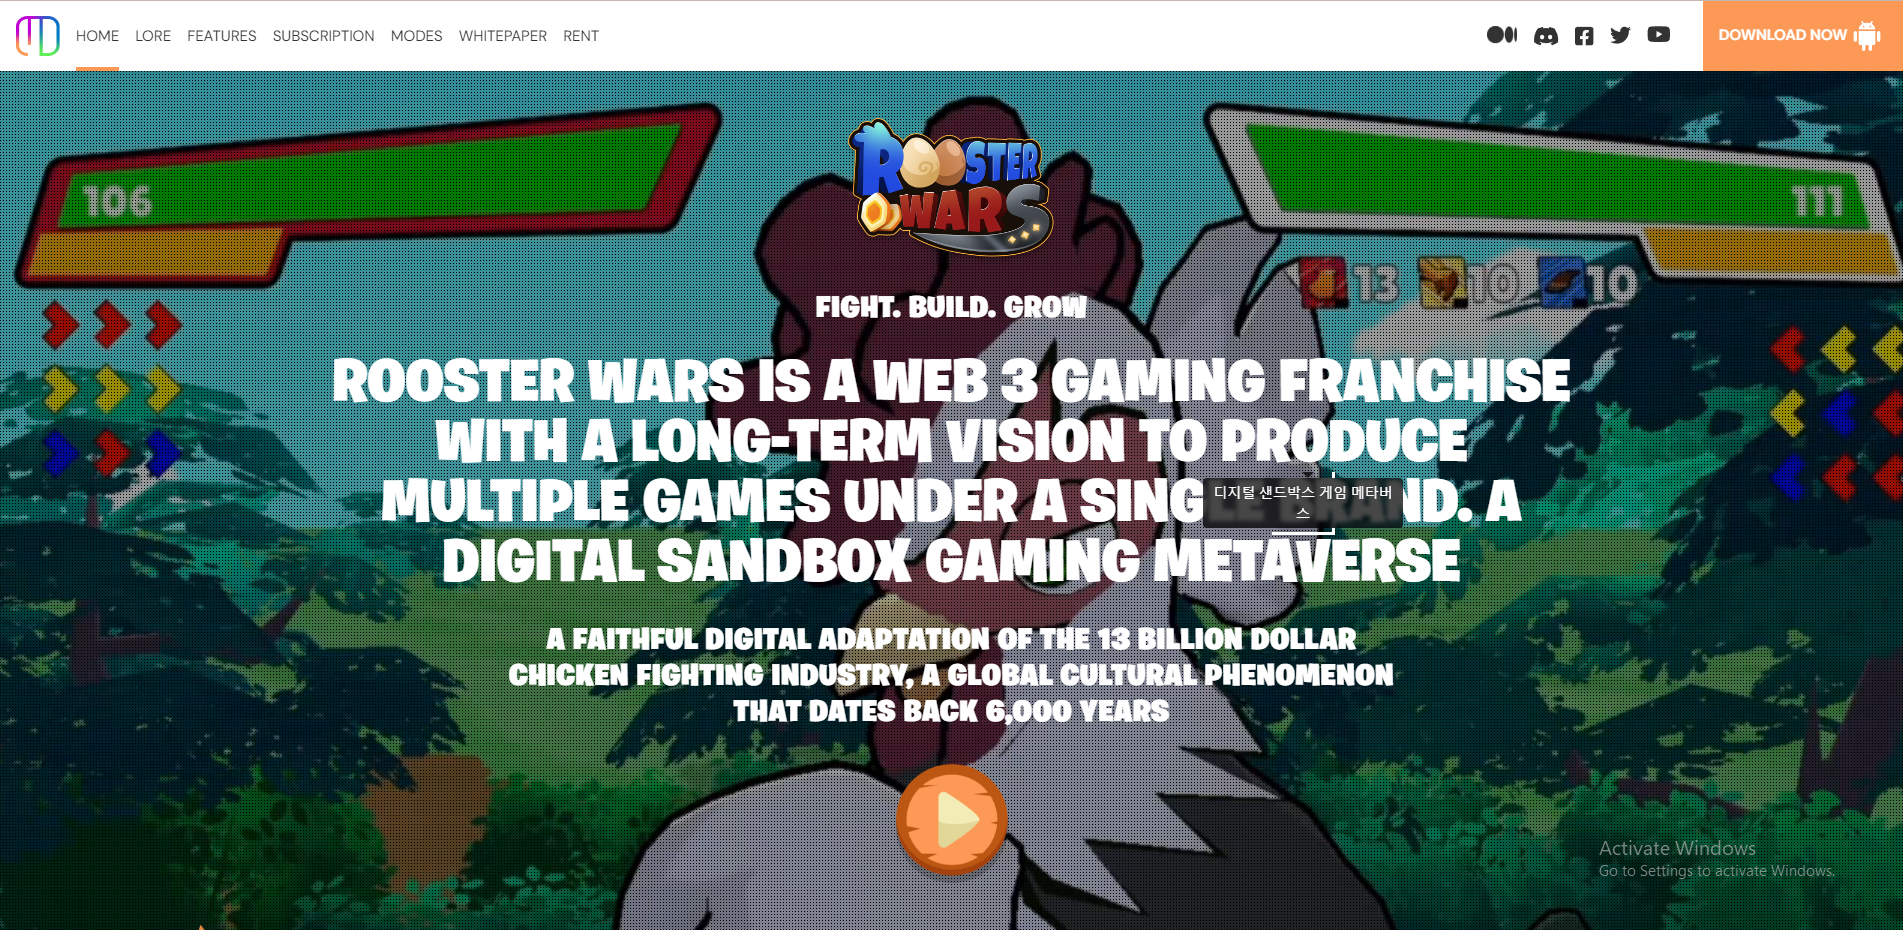 HOME LORE FEATURES SUBSCRIPTION MODES WHITEPAPER RENT
DOWNLOAD NOW
106
111
ROOSTER
WARS
13 10 10
FIGHT. BUILD. GROW
ROOSTER WARS IS A WEB 3 GAMING FRANCHISE
WITH A LONG-TERM VISION TO PRODUCE
MULTIPLE GAMES UNDER A SINGLE BRAND. A
디지털 샌드박스 게임 메타버
스
DIGITAL SANDBOX GAMING METAVERSE
A FAITHFUL DIGITAL ADAPTATION OF THE 13 BILLION DOLLAR
CHICKEN FIGHTING INDUSTRY, A GLOBAL CULTURAL PHENOMENON
THAT DATES BACK 6,000 YEARS
Activate Windows
Go to Settings to activate Windows.